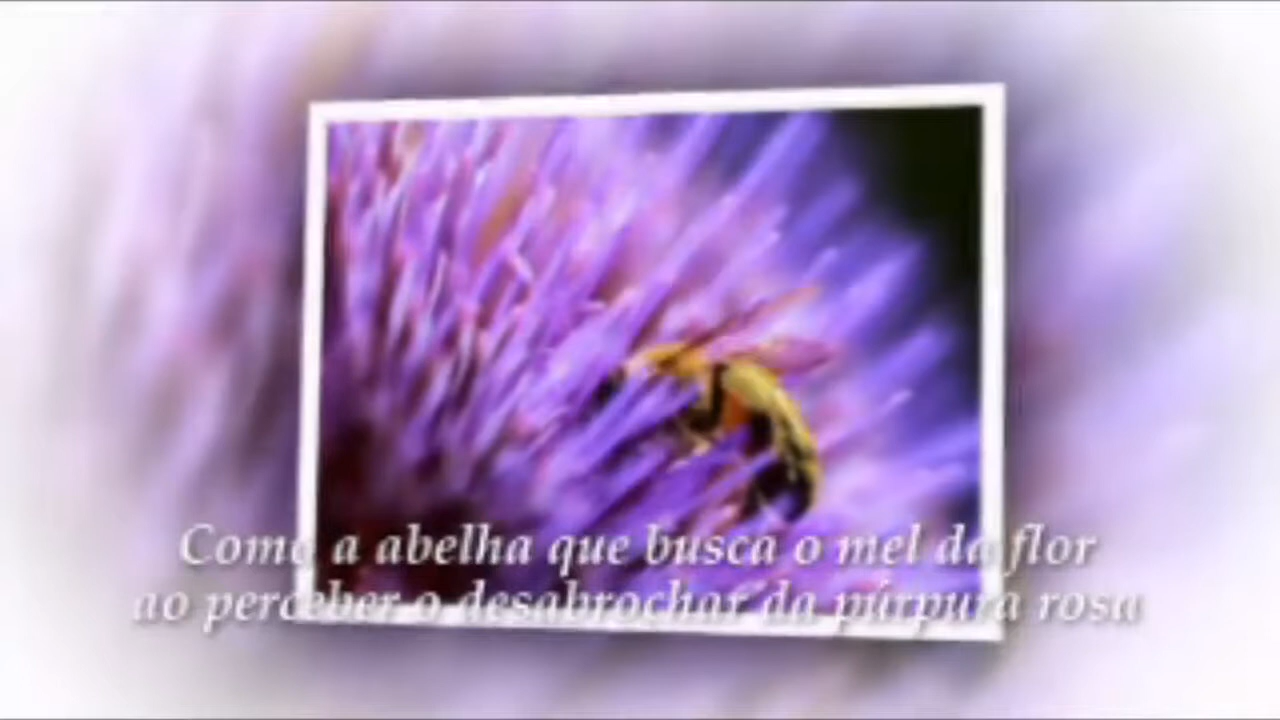 Como a abelha que busca o mel da flor
ao perceber o desabrochar da púrpura rosa